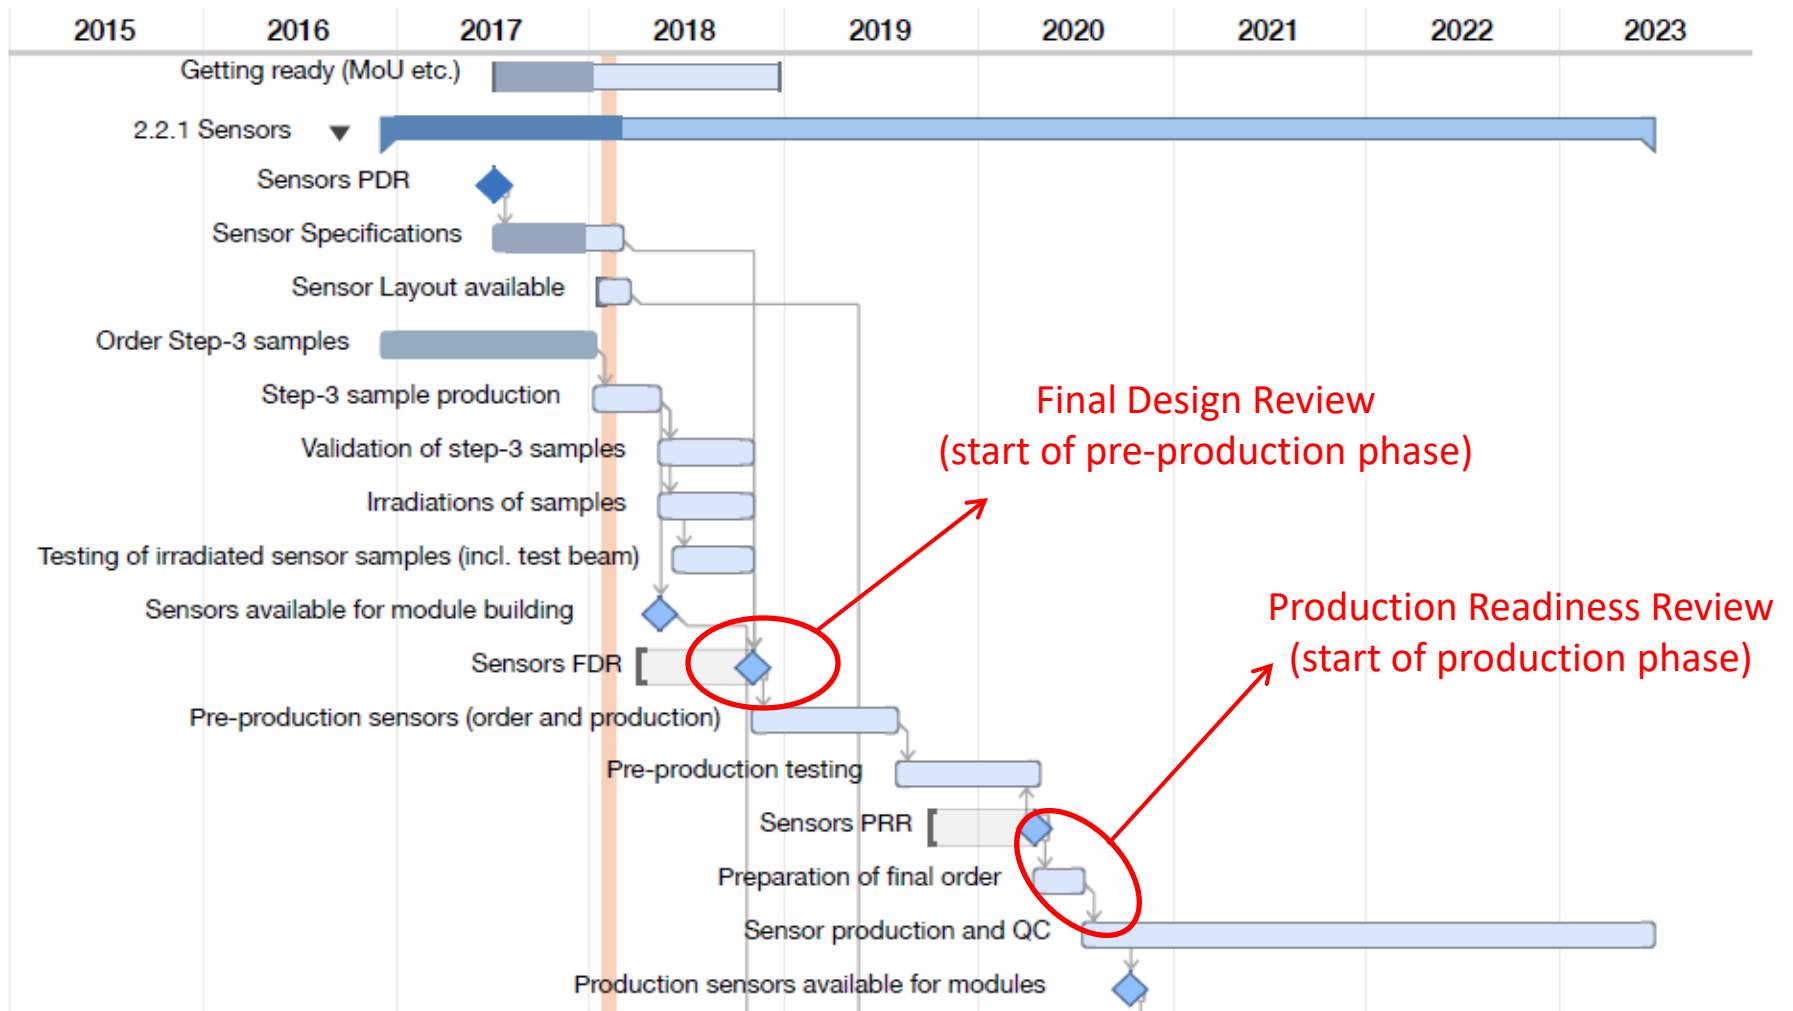 2015 2016 2017 2018 2019 2020 2021 2022 2023
Getting ready (MoU etc.)
2.2.1 Sensors
Sensors PDR
Sensor Specifications
Sensor Layout available
Order Step-3 samples
Step-3 sample production
Final Design Review
(start of pre-production phase)
Validation of step-3 samples
Irradiations of samples
Testing of irradiated sensor samples (incl. test beam)
Sensors available for module building
Production Readiness Review
(start of production phase)
Sensors FDR
Pre-production sensors (order and production)
Pre-production testing
Sensors PRR
Preparation of final order
Sensor production and QC
Production sensors available for modules